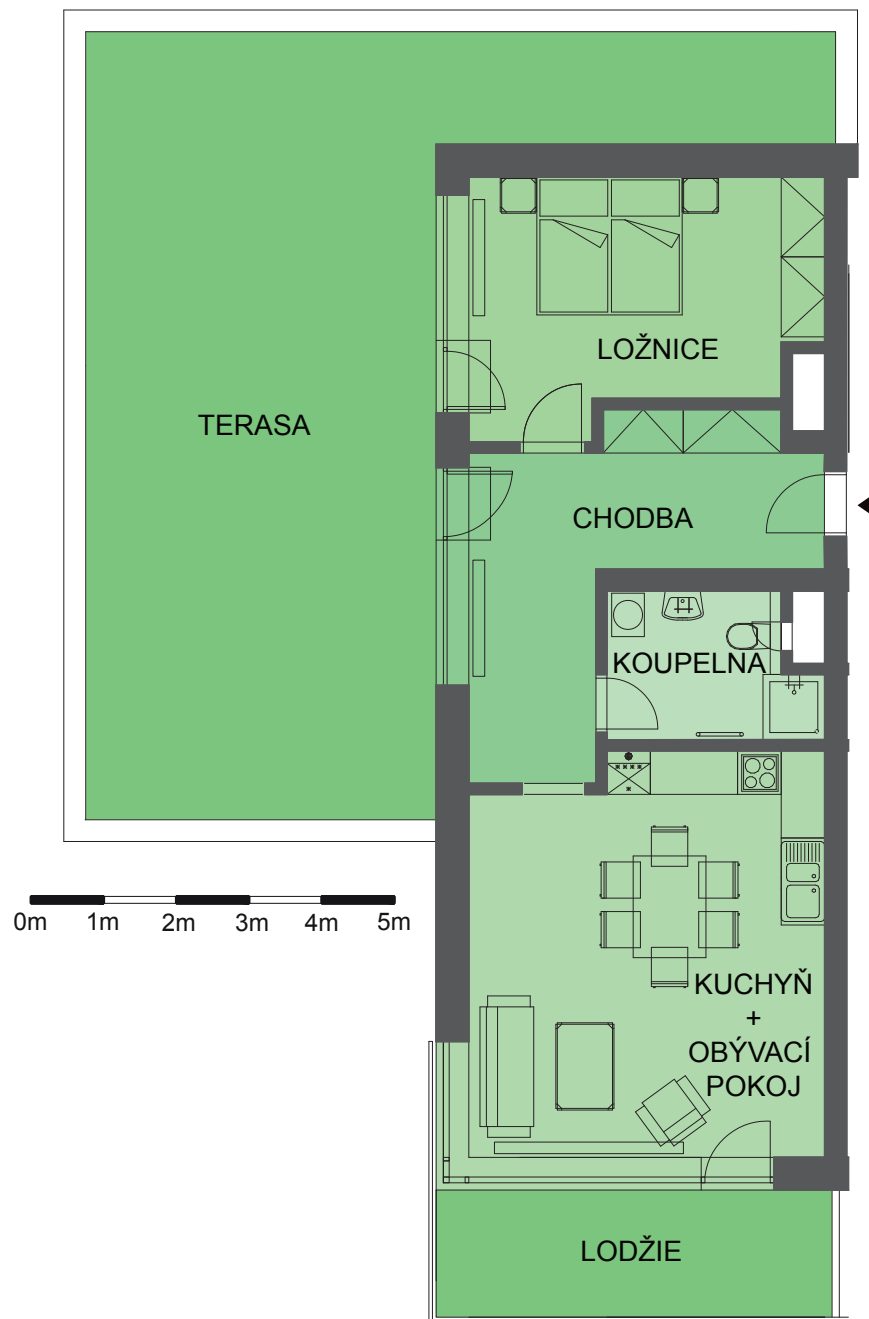 LOŽNICE
TERASA
CHODBA
KOUPELNA
0m 1m 2m 3m 4m 5m
KUCHYŇ
+
OBÝVACÍ
POKOJ
LODŽIE